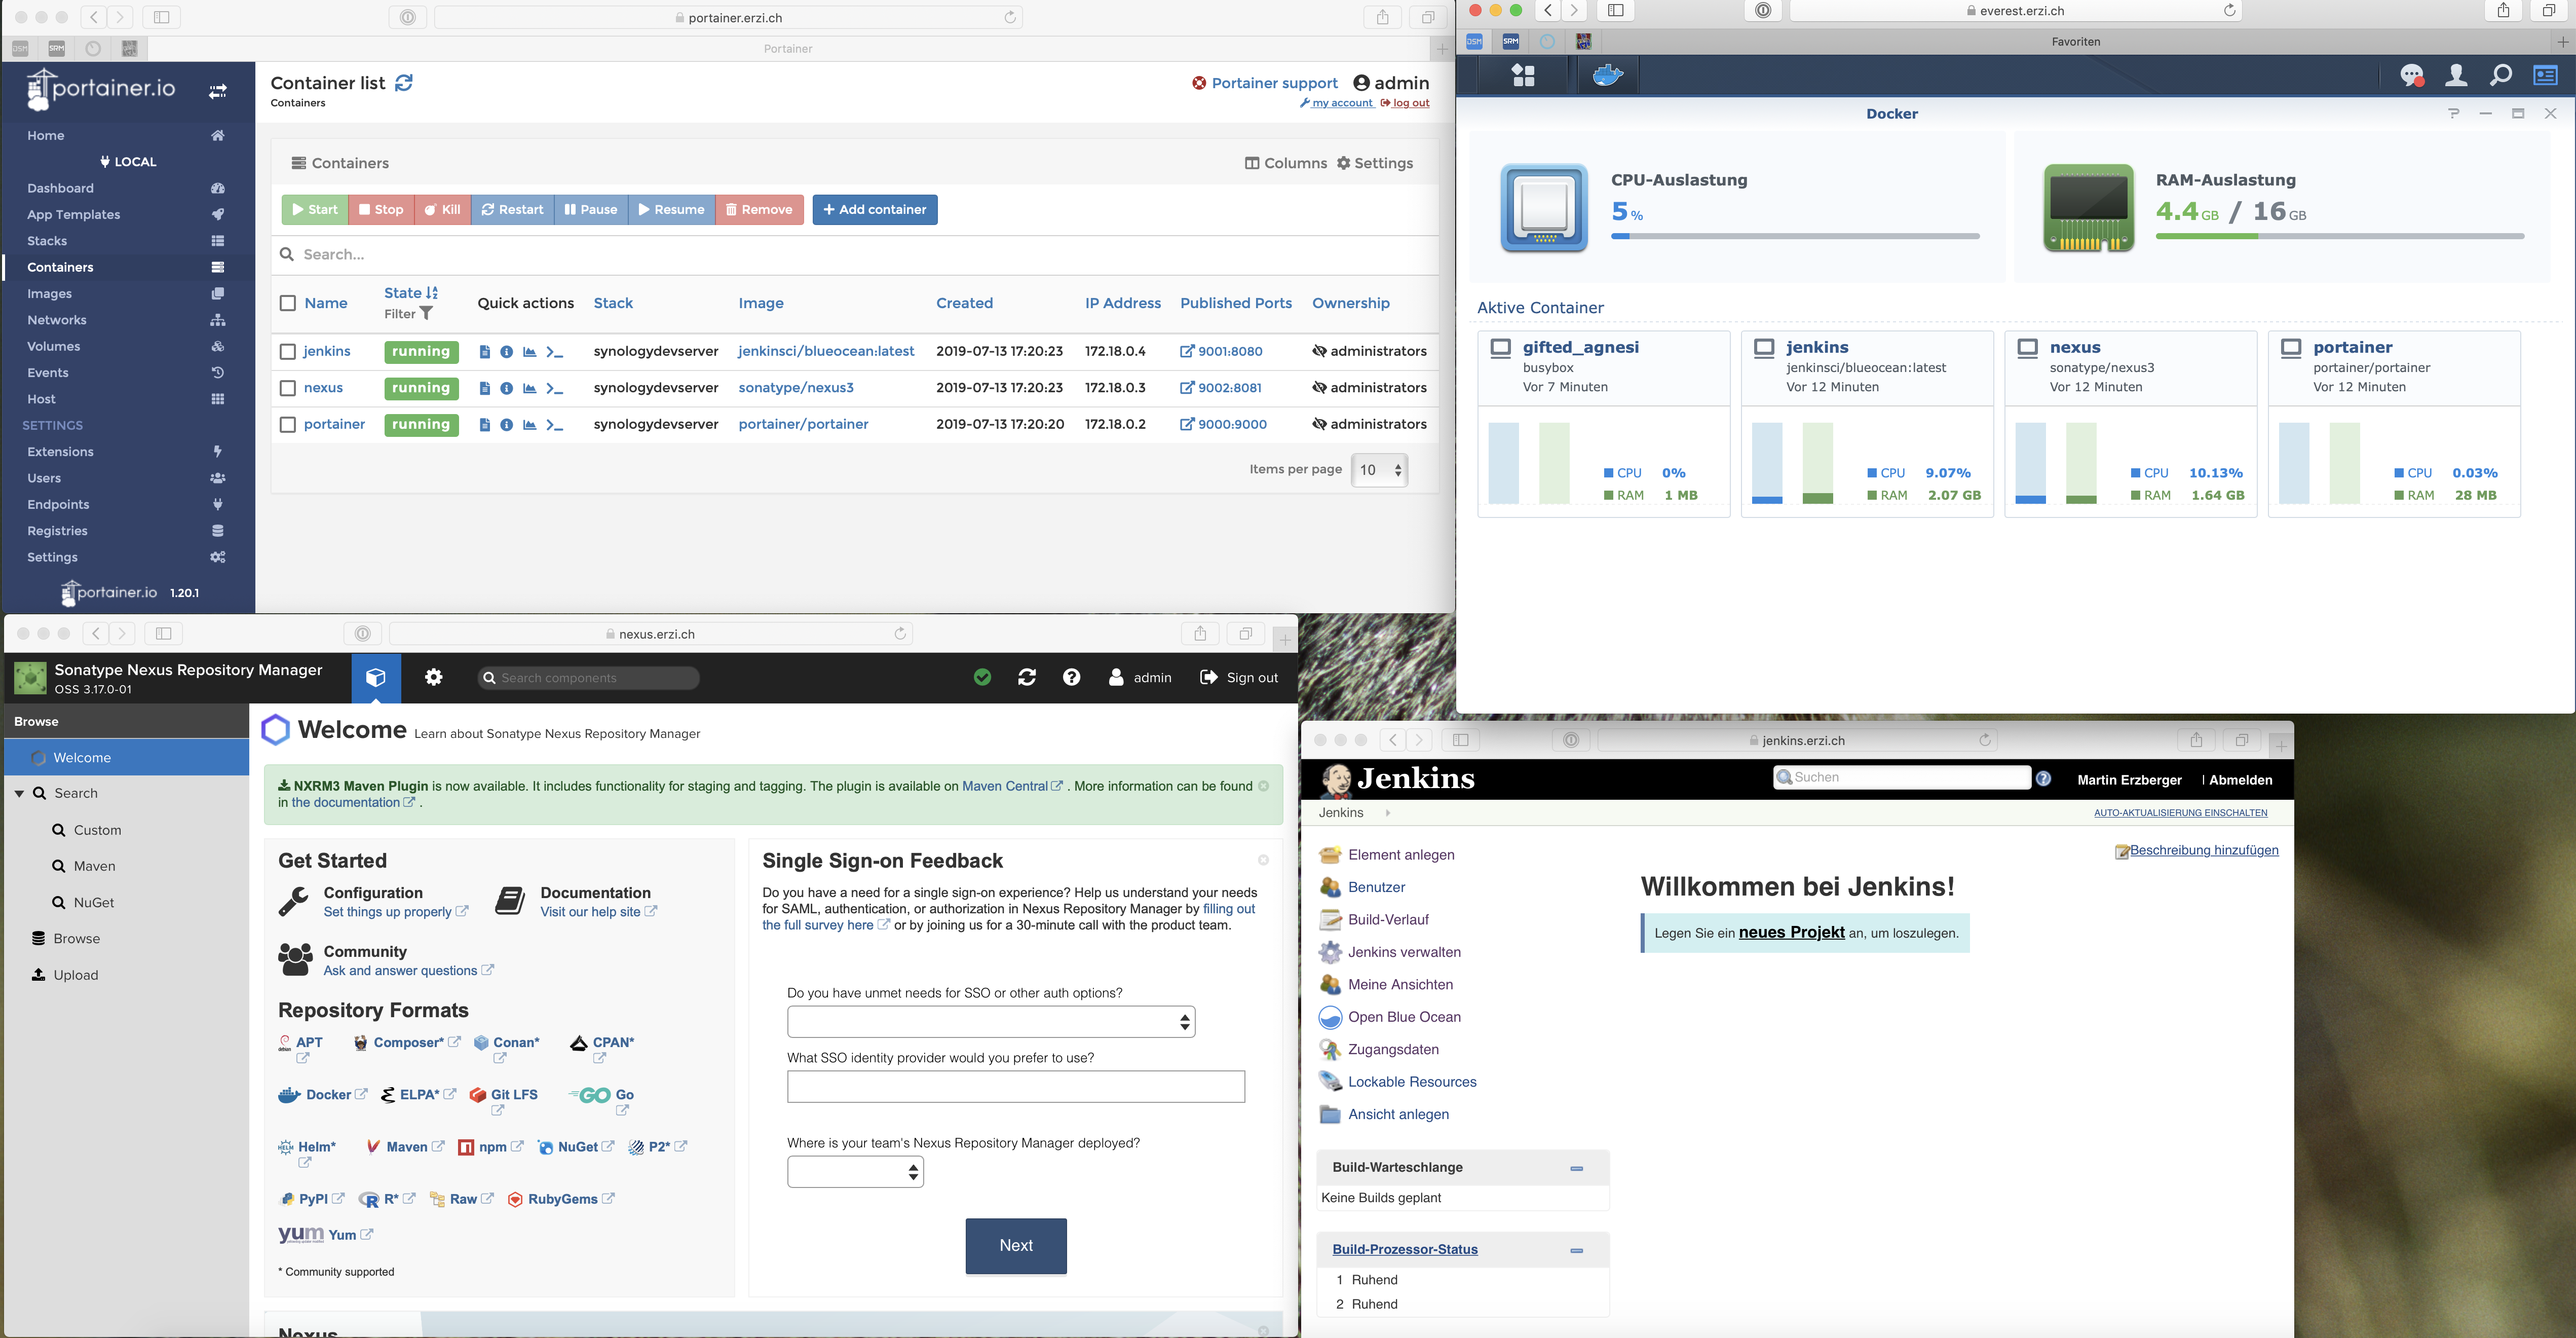 portainer.erzi.ch
DSM
SRM
Portainer
portainer.io
Home
LOCAL
Dashboard
App Templates
Stacks
Containers
Images
Networks
Volumes
Events
Host
SETTINGS
Extensions
Users
Endpoints
Registries
Settings
portainer.io 1.20.1
Container list
Containers
Portainer support admin
my account log out
Containers
Columns Settings
Start Stop Kill Restart Pause Resume Remove + Add container
Search...
Name State Quick actions Stack Image Created IP Address Published Ports Ownership
Filter
jenkins running synologydevserver jenkinsci/blueocean:latest 2019-07-13 17:20:23 172.18.0.4 9001:8080 administrators
nexus running synologydevserver sonatype/nexus3 2019-07-13 17:20:23 172.18.0.3 9002:8081 administrators
portainer running synologydevserver portainer/portainer 2019-07-13 17:20:20 172.18.0.2 9000:9000 administrators
Items per page 10
everest.erzi.ch
DSM
SRM
Favoriten
Docker
CPU-Auslastung
5 %
RAM-Auslastung
4.4 GB / 16 GB
Aktive Container
gifted_agnesi
busybox
Vor 7 Minuten
CPU 0%
RAM 1 MB
jenkins
jenkinsci/blueocean:latest
Vor 12 Minuten
CPU 9.07%
RAM 2.07 GB
nexus
sonatype/nexus3
Vor 12 Minuten
CPU 10.13%
RAM 1.64 GB
portainer
portainer/portainer
Vor 12 Minuten
CPU 0.03%
RAM 28 MB
nexus.erzi.ch
Sonatype Nexus Repository Manager
OSS 3.17.0-01
Search components
admin
Sign out
Browse
Welcome
Search
Custom
Maven
NuGet
Browse
Upload
Welcome Learn about Sonatype Nexus Repository Manager
NXRM3 Maven Plugin is now available. It includes functionality for staging and tagging. The plugin is available on Maven Central . More information can be found
in the documentation .
Get Started
Configuration
Set things up properly
Documentation
Visit our help site
Community
Ask and answer questions
Repository Formats
APT Composer* Conan* CPAN*
Docker ELPA* Git LFS GO Go
HELM Helm* Maven npm NuGet P2*
PyPI R* Raw RubyGems
yum Yum
* Community supported
Nexus
Single Sign-on Feedback
Do you have a need for a single sign-on experience? Help us understand your needs
for SAML, authentication, or authorization in Nexus Repository Manager by filling out
the full survey here or by joining us for a 30-minute call with the product team.
Do you have unmet needs for SSO or other auth options?
What SSO identity provider would you prefer to use?
Where is your team's Nexus Repository Manager deployed?
Next
jenkins.erzi.ch
Jenkins
Suchen
Martin Erzberger | Abmelden
Jenkins
AUTO-AKTUALISIERUNG EINSCHALTEN
Element anlegen
Benutzer
Build-Verlauf
Jenkins verwalten
Meine Ansichten
Open Blue Ocean
Zugangsdaten
Lockable Resources
Ansicht anlegen
Beschreibung hinzufügen
Willkommen bei Jenkins!
Legen Sie ein neues Projekt an, um loszulegen.
Build-Warteschlange
Keine Builds geplant
Build-Prozessor-Status
1 Ruhend
2 Ruhend